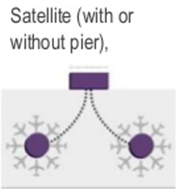 Satellite (with or
without pier),